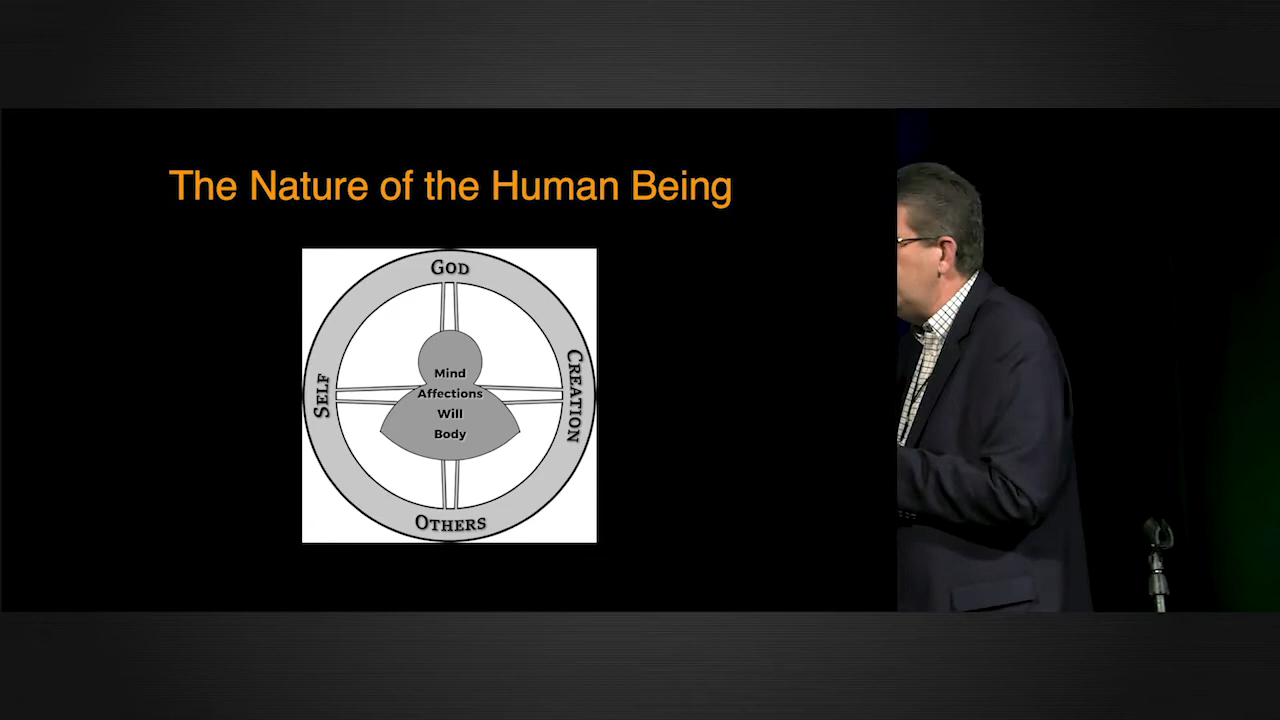 The Nature of the Human Being
GOD
SELF
CREATION
Mind
Affections
Will
Body
OTHERS